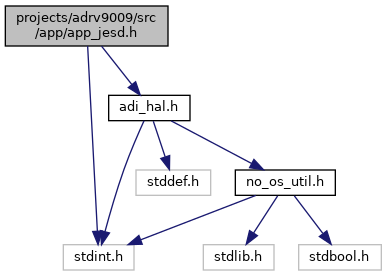 projects/adrv9009/src
/app/app_jesd.h
adi_hal.h
stddef.h
no_os_util.h
stdint.h
stdlib.h
stdbool.h